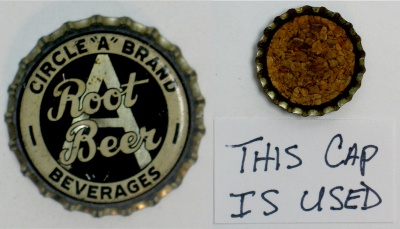 CIRCLE "A" BRAND
A
Root
Beer
BEVERAGES
THIS CAP
IS USED